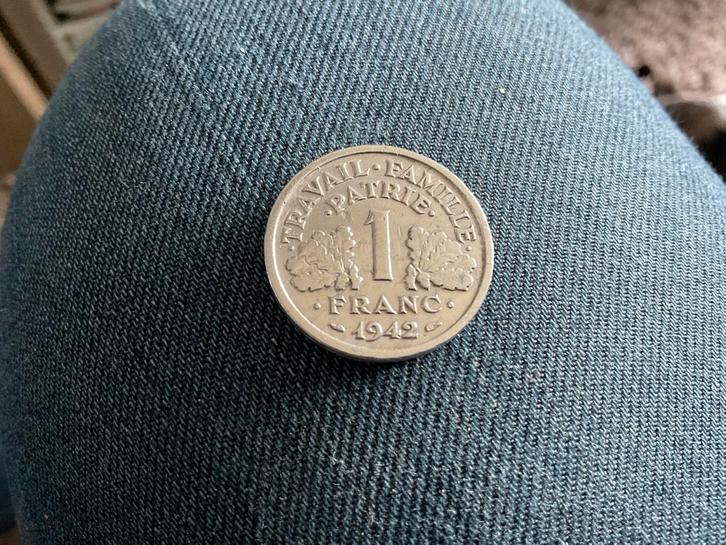 TRAVAIL · FAMILLE
· PATRIE ·
1
· FRANC ·
1942